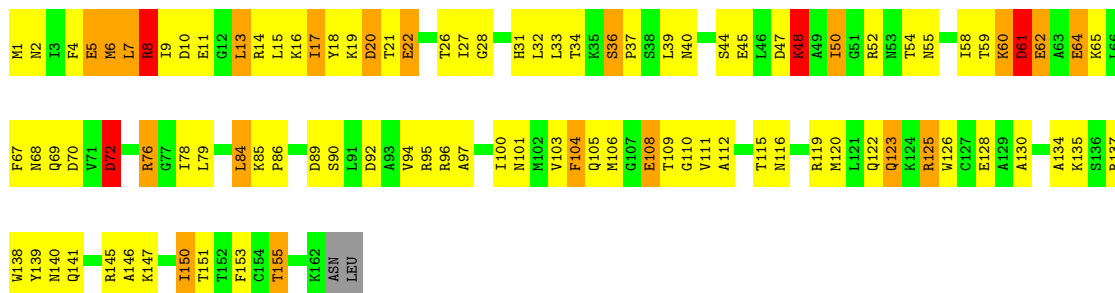 M1 N2 I3 F4 E5 M6 L7 R8 I9 D10 E11 G12 L13 R14 L15 K16 I17 Y18 K19 D20 T21 E22 T26 I27 G28 H31 L32 L33 T34 K35 S36 P37 S38 L39 N40 S44 E45 L46 D47 K48 A49 I50 G51 R52 N53 T54 N55 I58 T59 K60 D61 E62 A63 E64 K65 L66
F67 N68 Q69 D70 V71 D72 R76 G77 I78 L79 L84 K85 P86 D89 S90 L91 D92 A93 V94 R95 R96 A97 I100 N101 M102 V103 F104 Q105 M106 G107 E108 T109 G110 V111 A112 T115 N116 R119 M120 L121 Q122 Q123 K124 R125 W126 C127 E128 A129 A130 A134 K135 S136 R137
W138 Y139 N140 Q141 R145 A146 K147 I150 T151 T152 F153 C154 T155 K162 ASN LEU